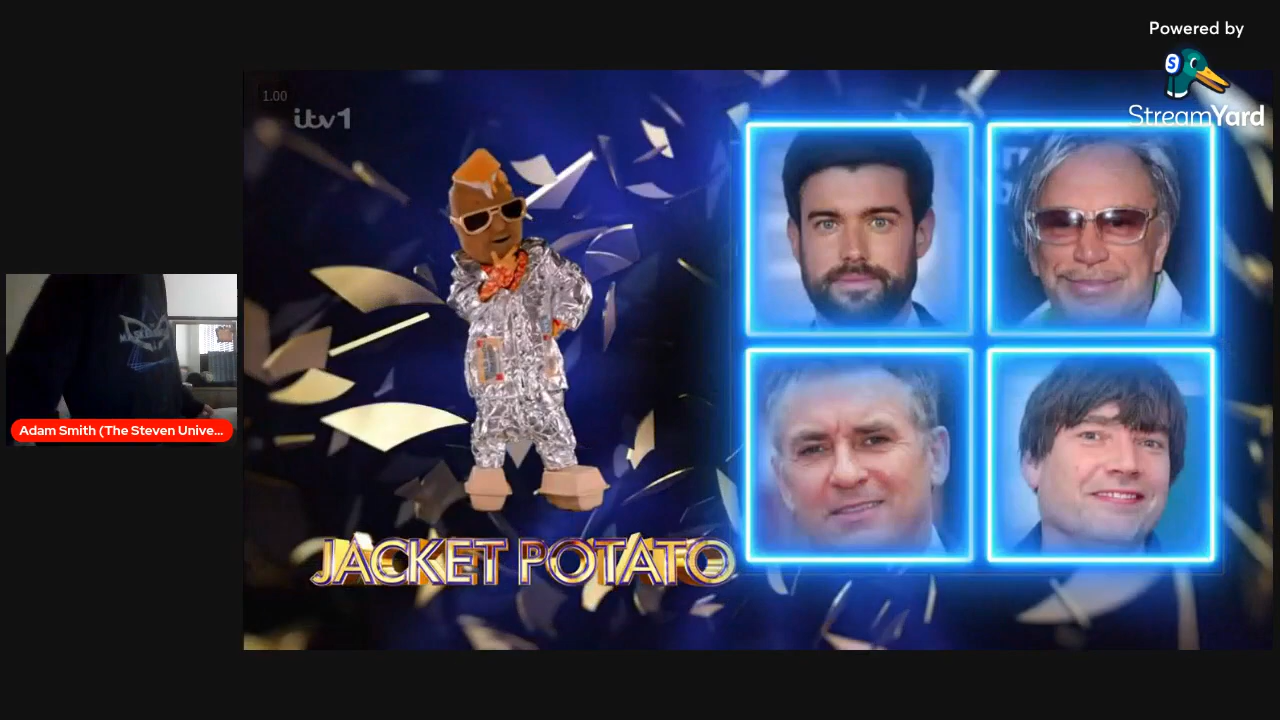 Powered by
StreamYard
1.00
itv1
Adam Smith (The Steven Unive...
JACKET POTATO